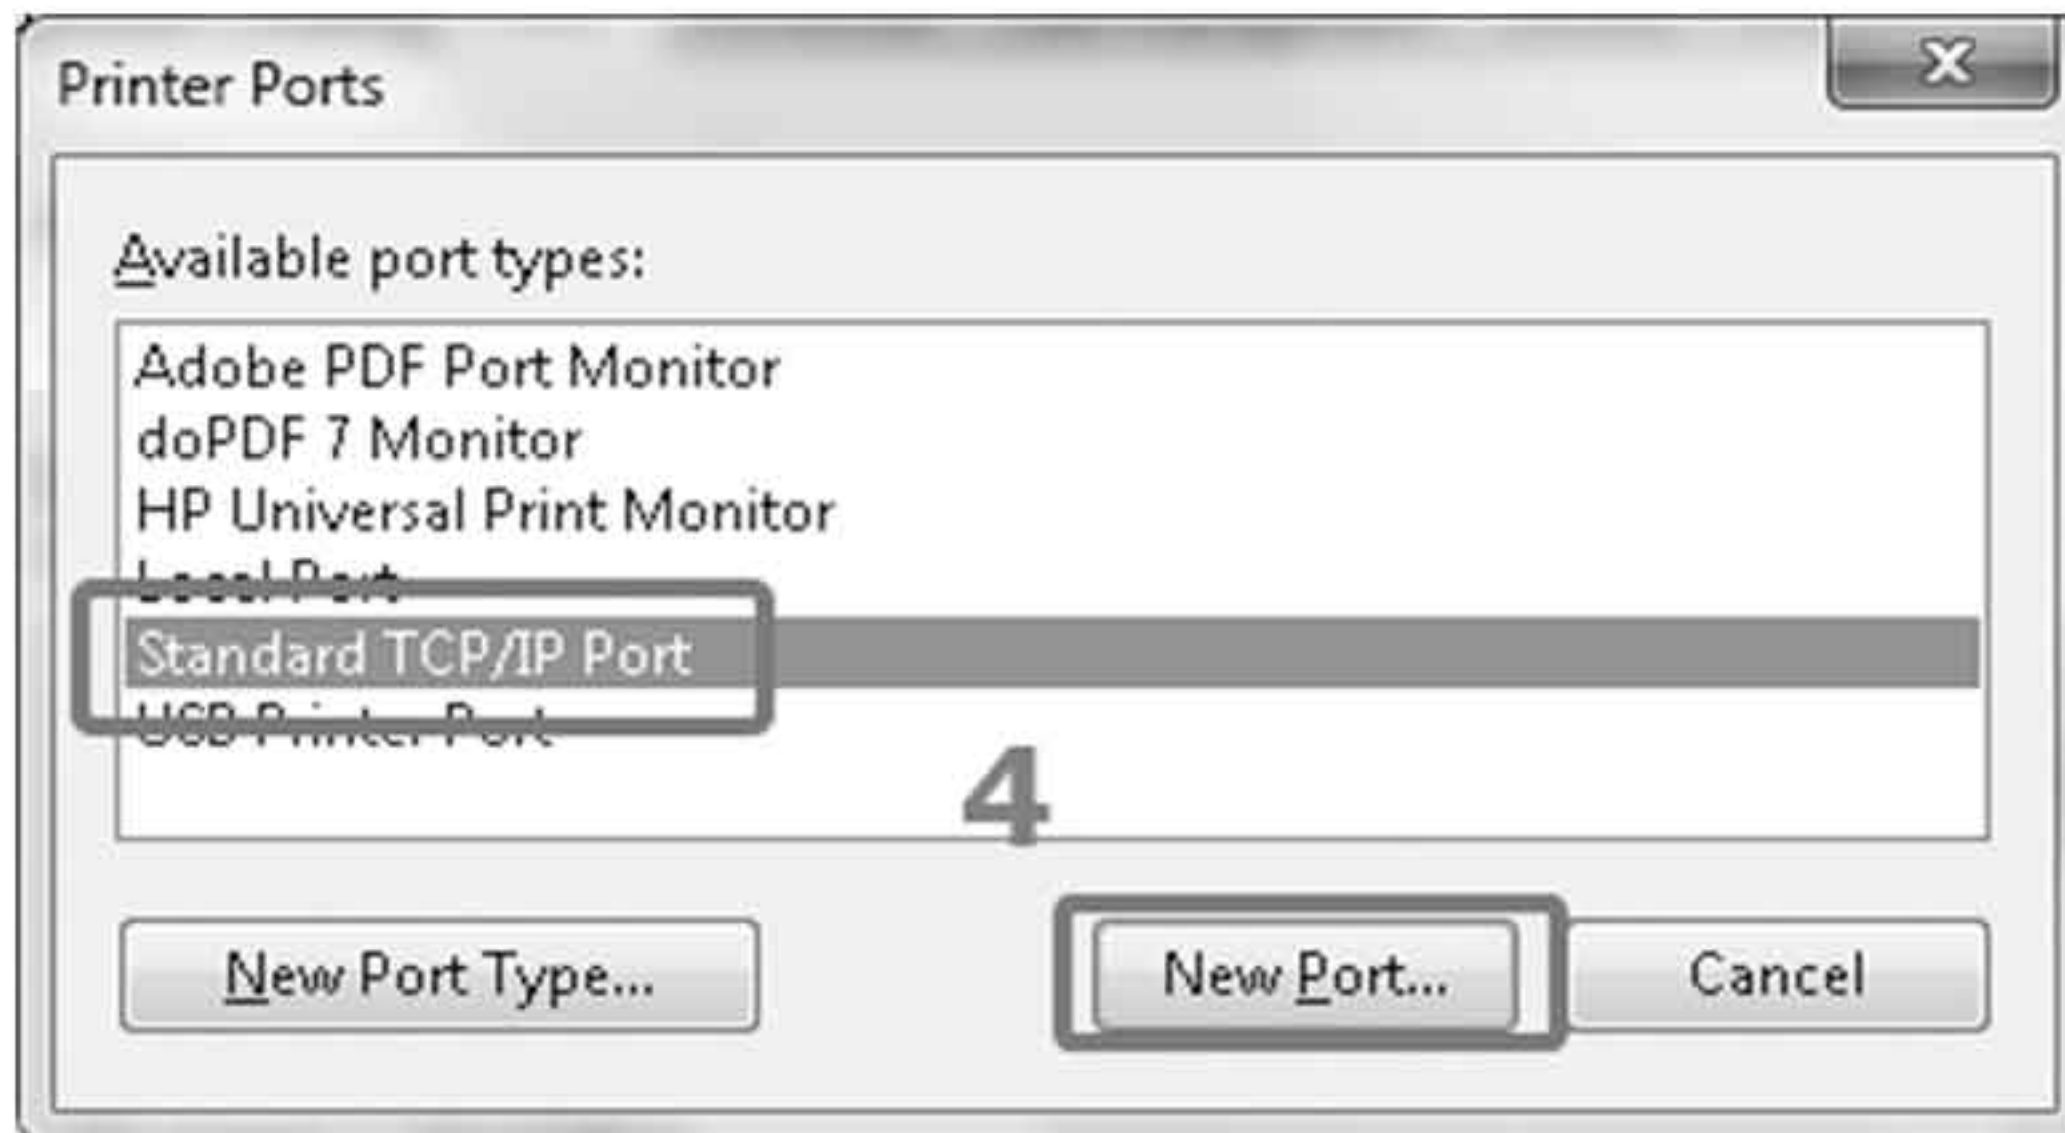 Printer Ports
Available port types:
Adobe PDF Port Monitor
doPDF 7 Monitor
HP Universal Print Monitor
Local Port
Standard TCP/IP Port
USB Printer Port
4
New Port Type...
New Port...
Cancel